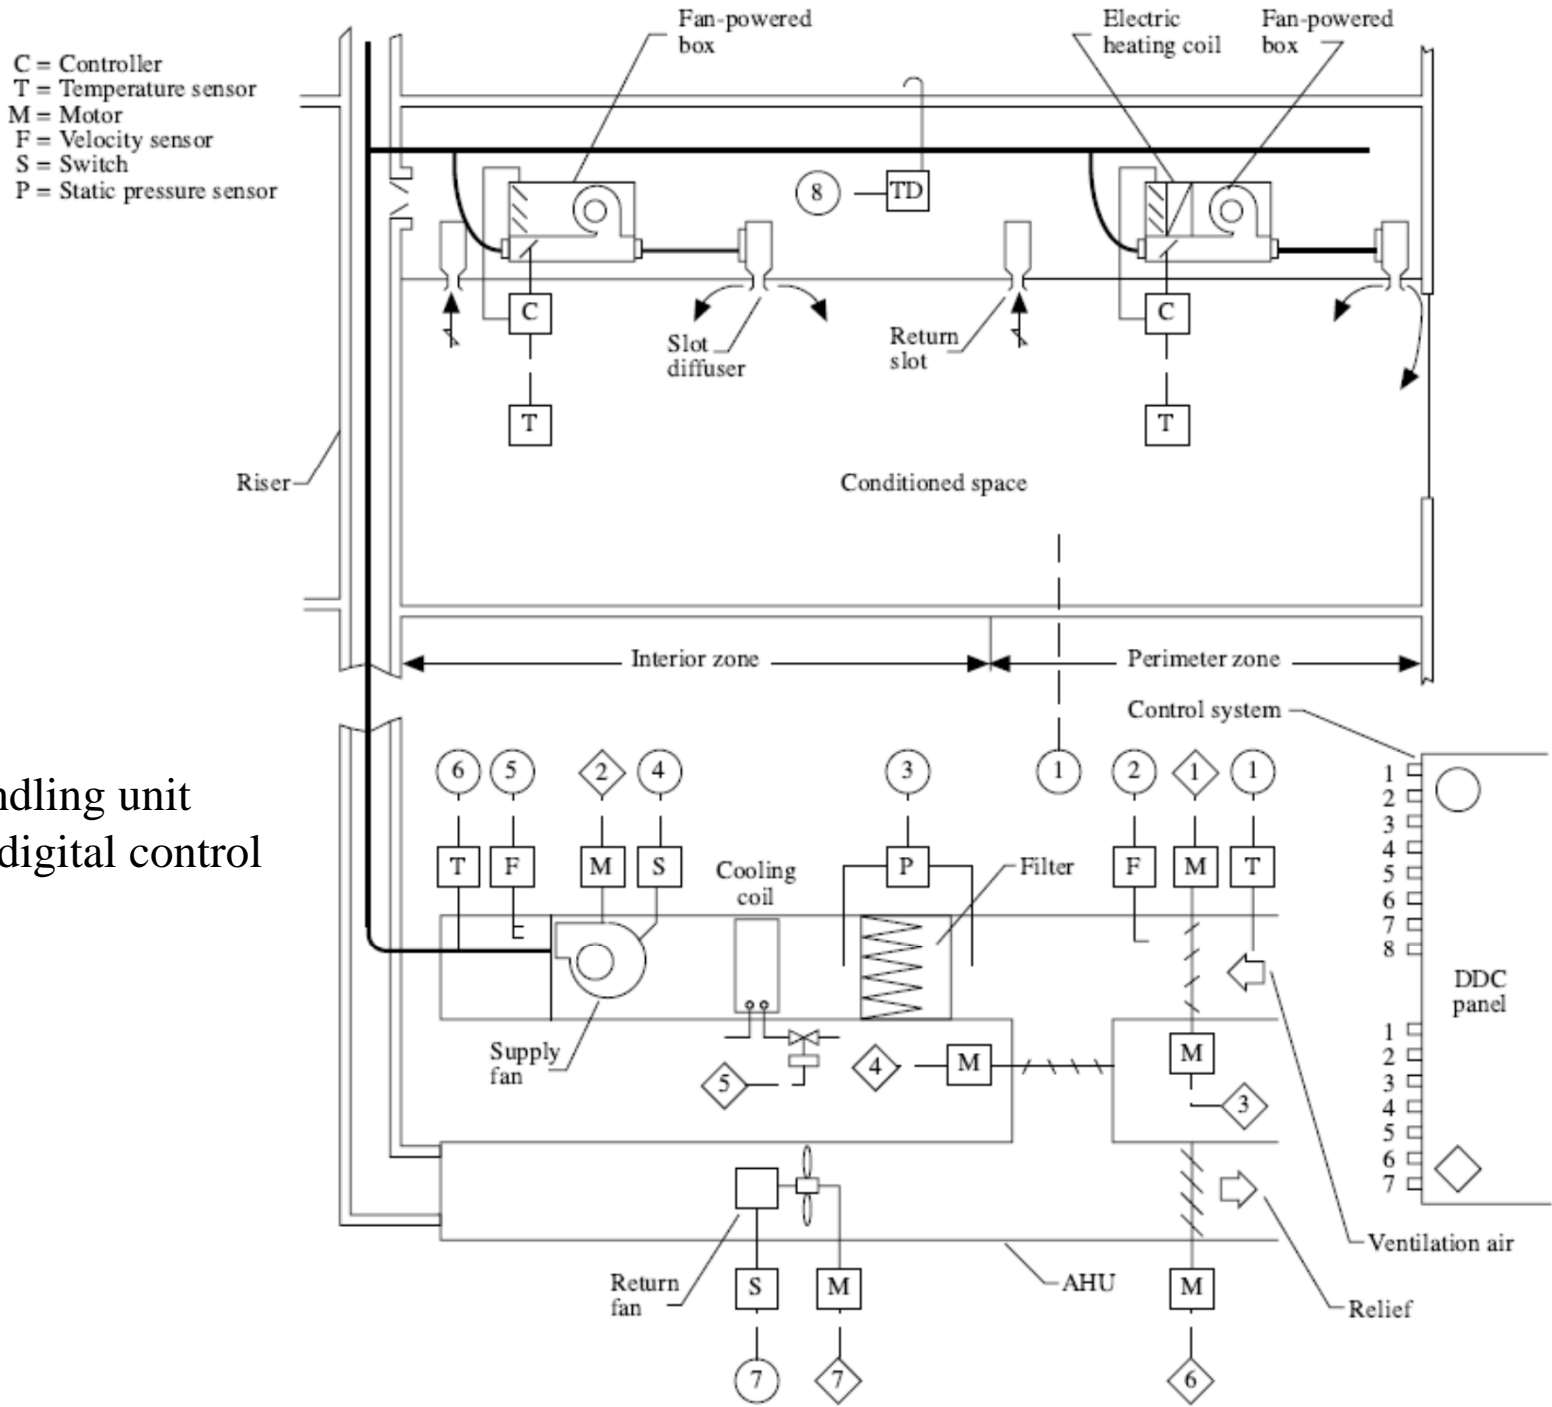 Fan-powered
box
Electric
heating coil
Fan-powered
box
C = Controller
T = Temperature sensor
M = Motor
F = Velocity sensor
S = Switch
P = Static pressure sensor
8
TD
C
Slot
diffuser
Return
slot
C
T
T
Riser
Conditioned space
Interior zone
Perimeter zone
Control system
6
5
2
4
3
1
2
1
1
ndling unit
digital control
T
F
M
S
Cooling
coil
P
Filter
F
M
T
1
2
3
4
5
6
7
8
DDC
panel
Supply
fan
5
4
M
M
3
1
2
3
4
5
6
7
Ventilation air
Return
fan
S
M
AHU
M
Relief
7
7
6